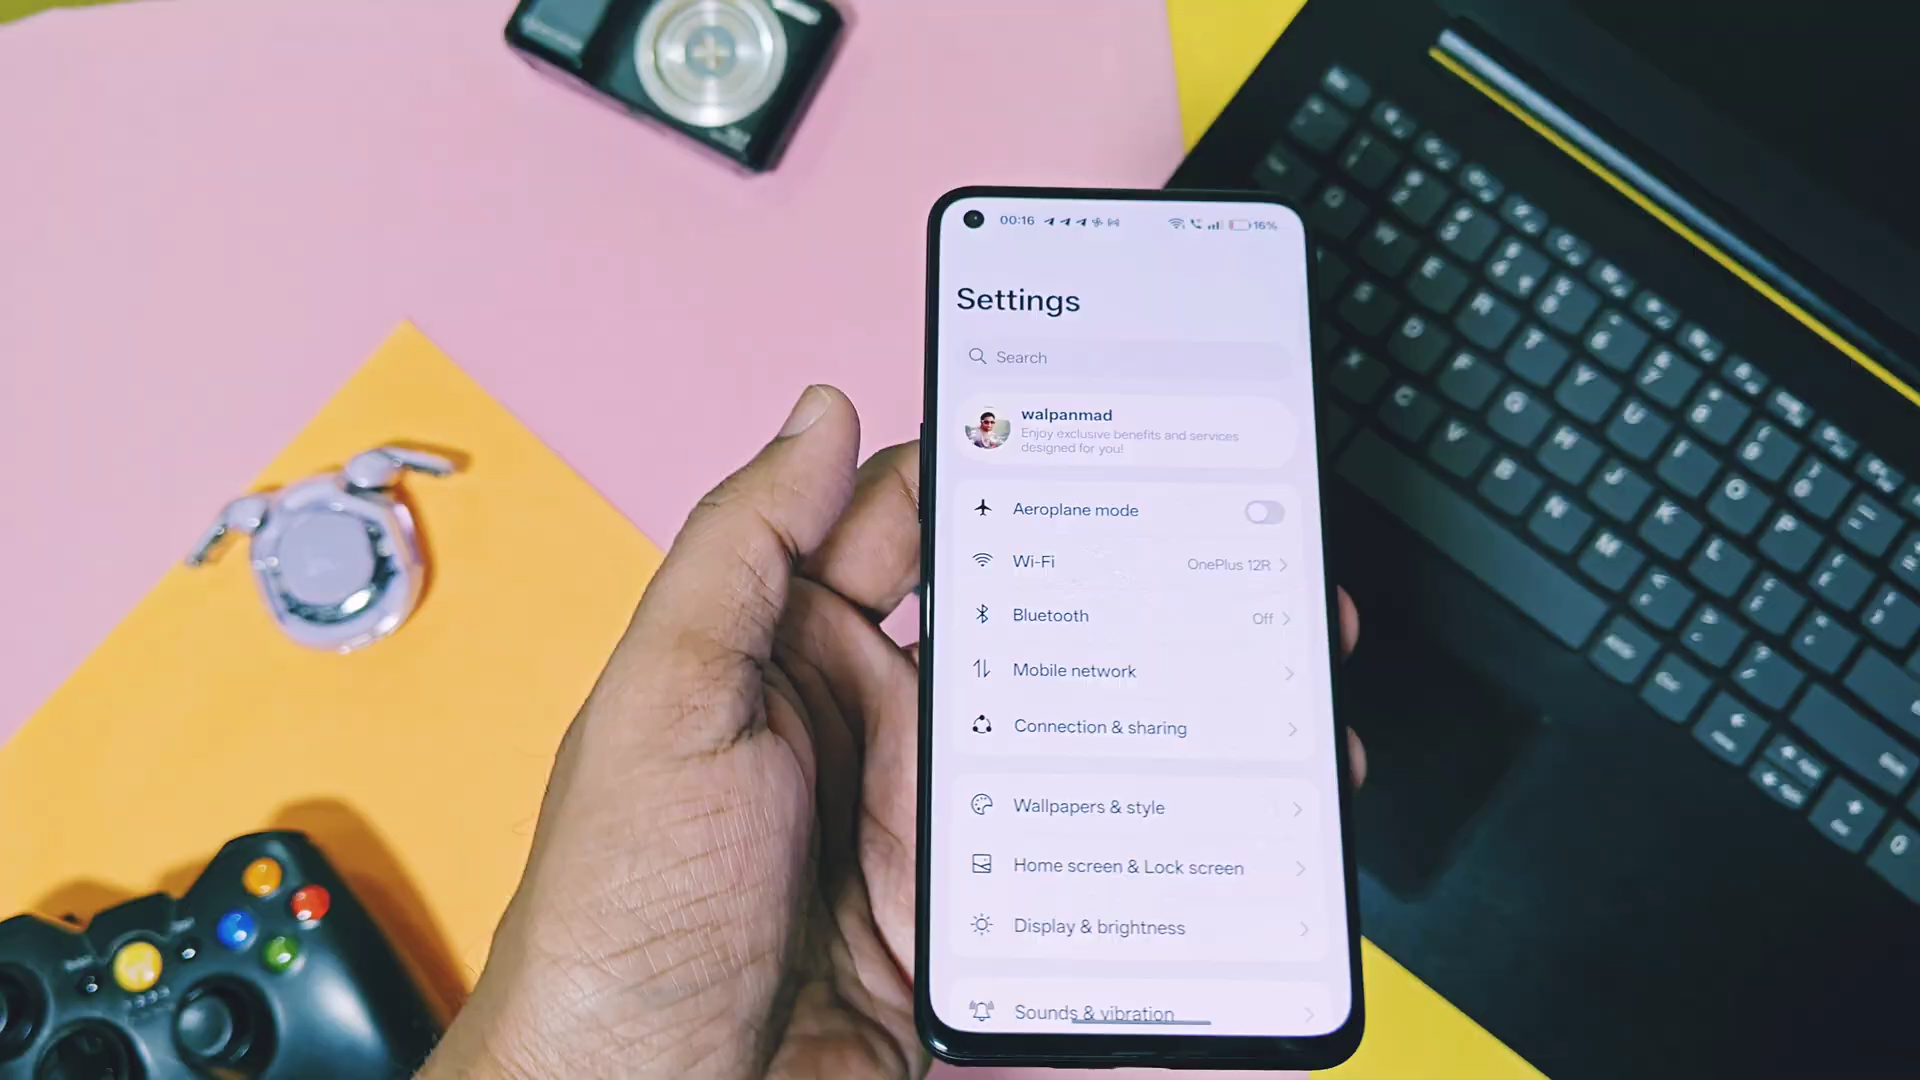 00:16
16%
Settings
Search
walpanmad
Enjoy exclusive benefits and services
designed for you!
Aeroplane mode
Wi-Fi
OnePlus 12R
Bluetooth
Off
Mobile network
Connection & sharing
Wallpapers & style
Home screen & Lock screen
Display & brightness
Sounds & vibration
W
E
R
T
Y
U
I
O
P
S
D
F
G
H
J
K
L
X
C
V
B
N
M